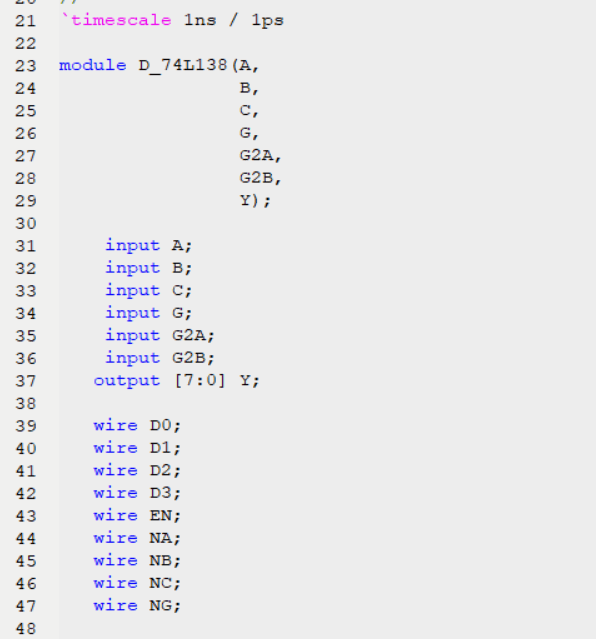 20 //
21 `timescale 1ns / 1ps
22
23 module D_74L138(A,
24 B,
25 C,
26 G,
27 G2A,
28 G2B,
29 Y);
30
31 input A;
32 input B;
33 input C;
34 input G;
35 input G2A;
36 input G2B;
37 output [7:0] Y;
38
39 wire D0;
40 wire D1;
41 wire D2;
42 wire D3;
43 wire EN;
44 wire NA;
45 wire NB;
46 wire NC;
47 wire NG;
48